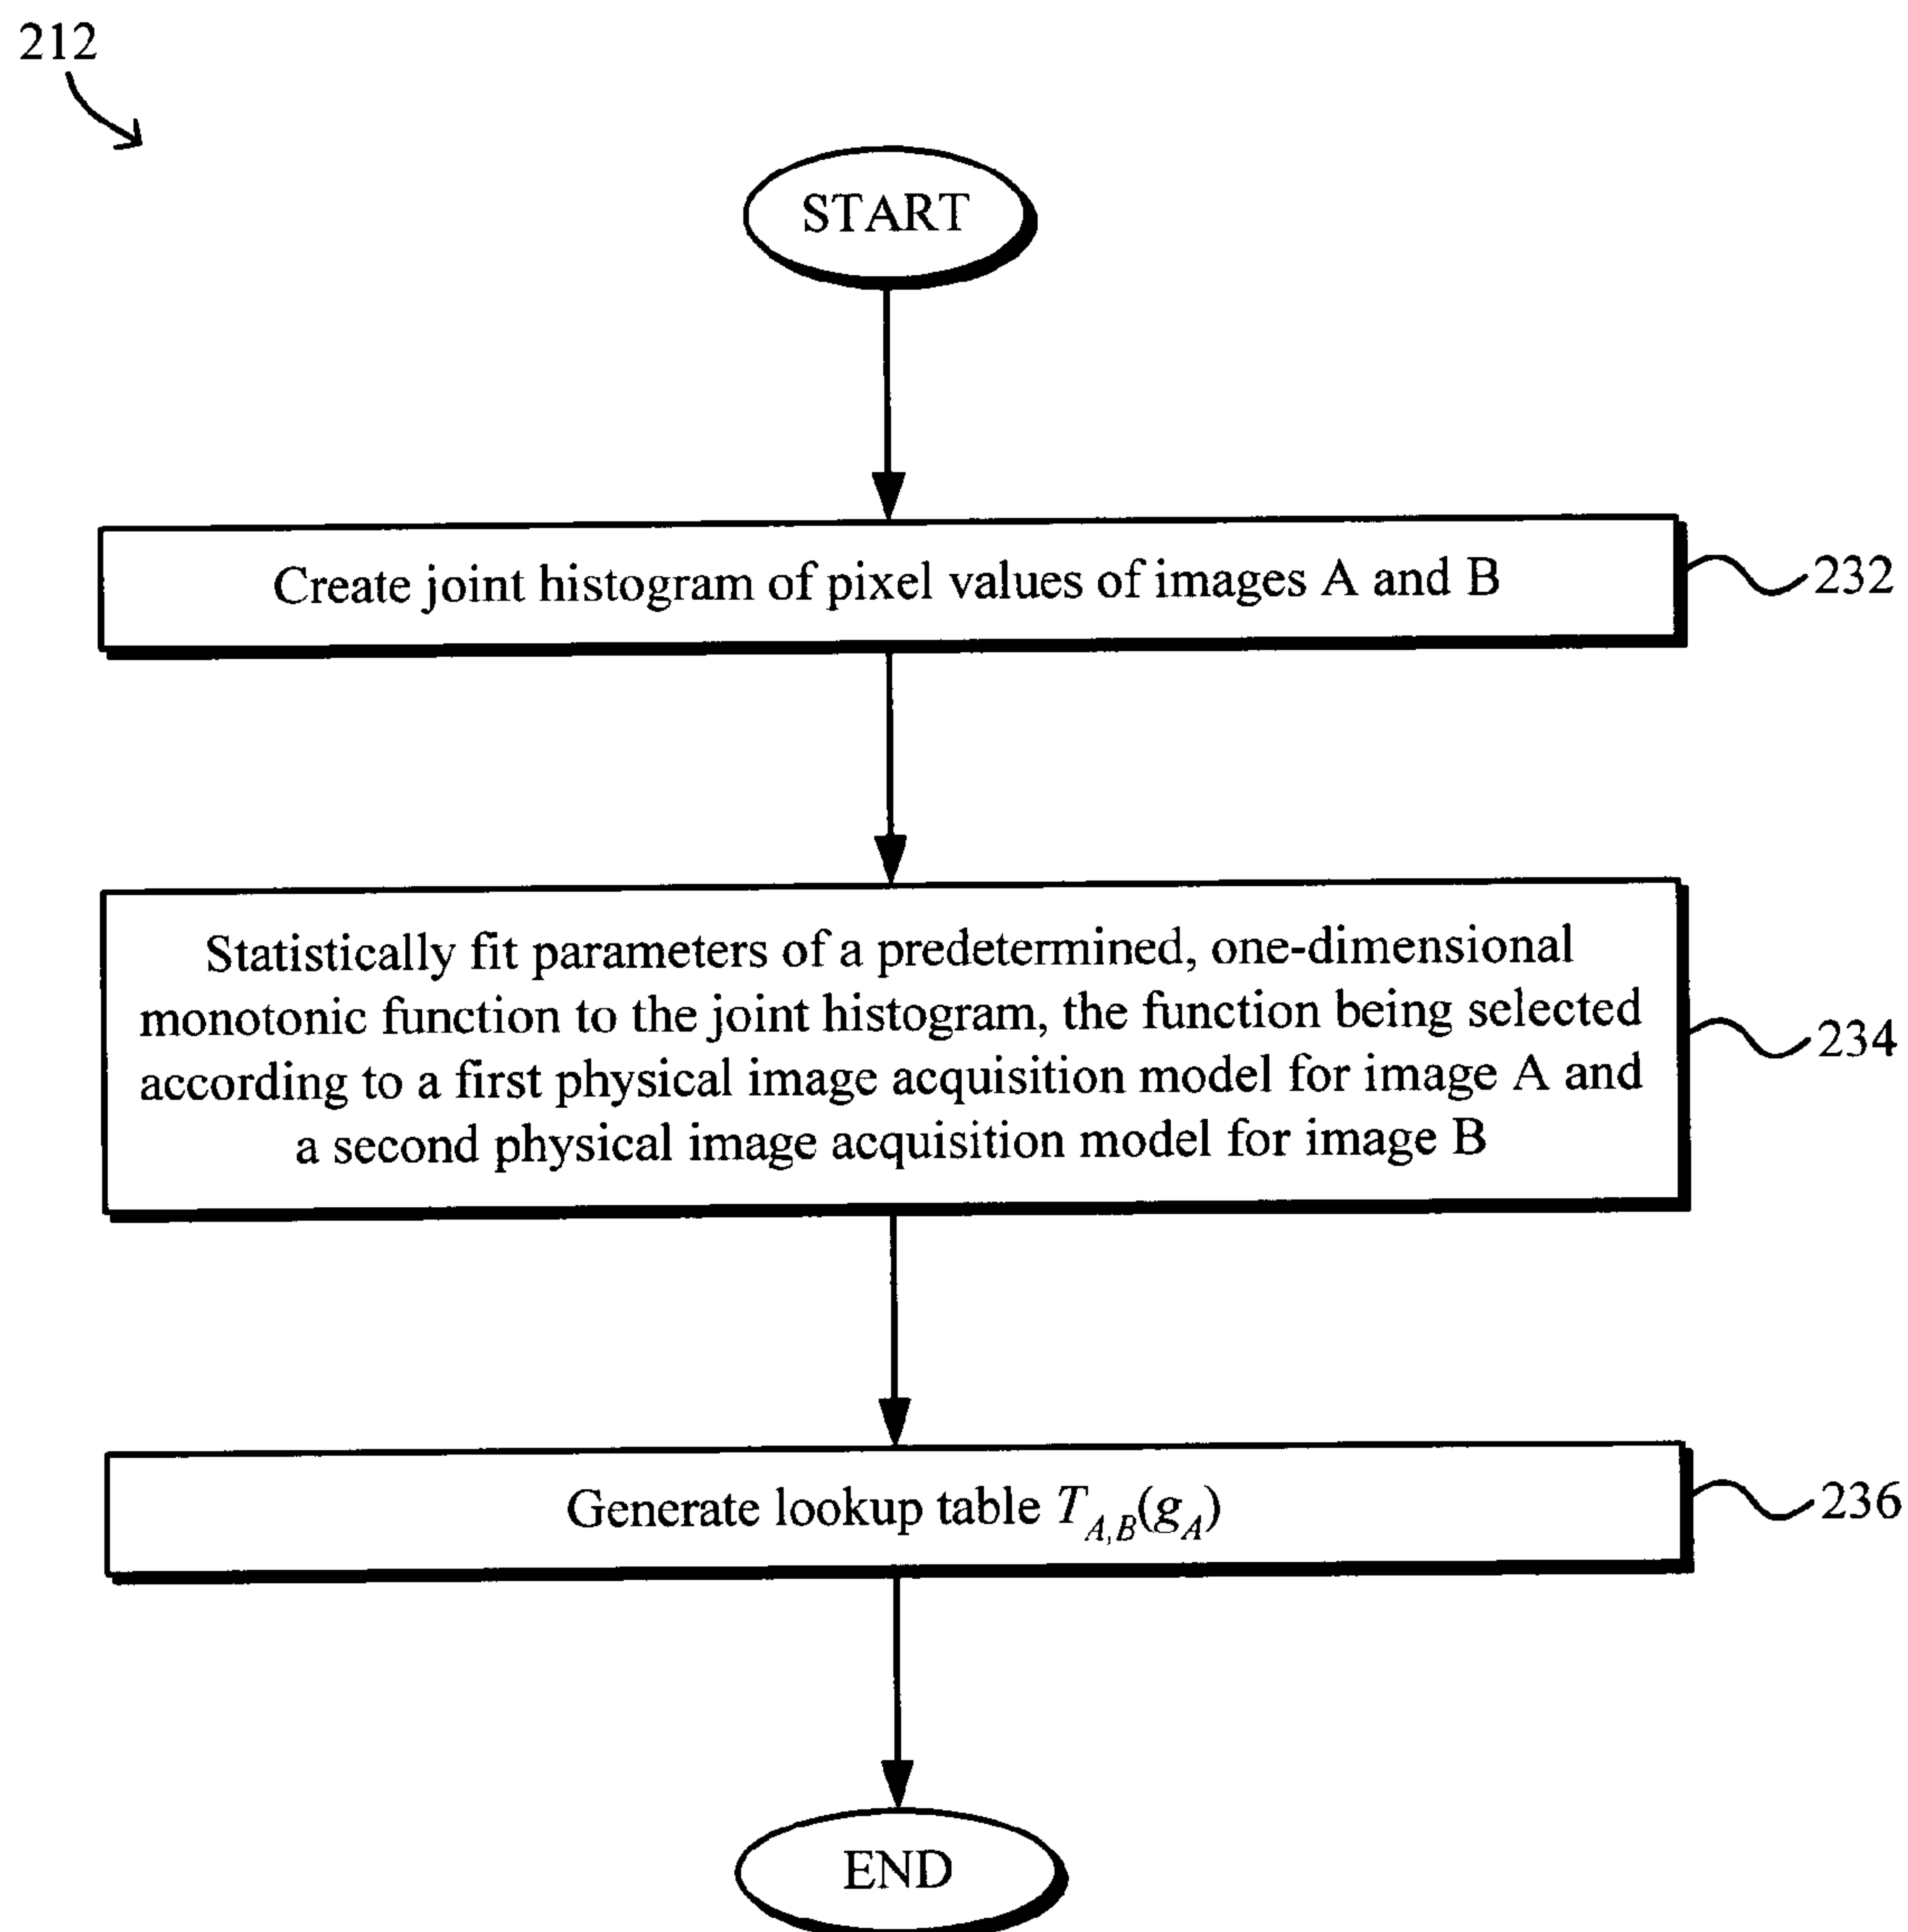 212
START
Create joint histogram of pixel values of images A and B
232
Statistically fit parameters of a predetermined, one-dimensional
monotonic function to the joint histogram, the function being selected
according to a first physical image acquisition model for image A and
a second physical image acquisition model for image B
234
Generate lookup table T_{A,B}(g_A)
236
END